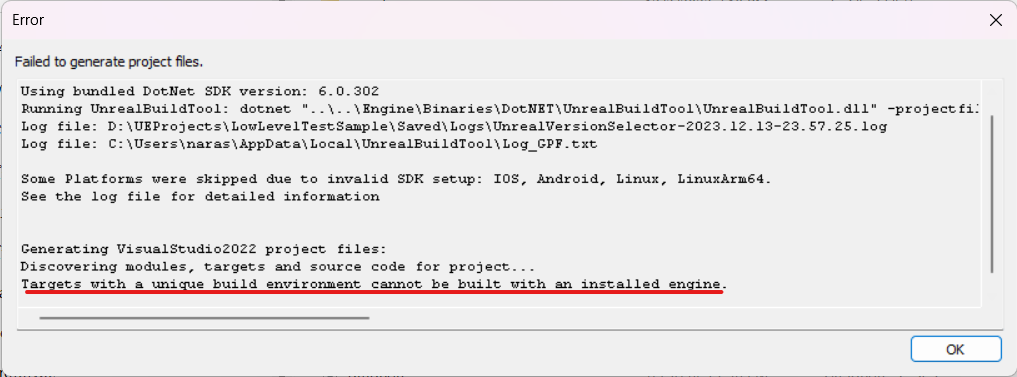 Error
Failed to generate project files.
Using bundled DotNet SDK version: 6.0.302
Running UnrealBuildTool: dotnet "..\..\Engine\Binaries\DotNET\UnrealBuildTool\UnrealBuildTool.dll" -projectfil
Log file: D:\UEProjects\LowLevelTestSample\Saved\Logs\UnrealVersionSelector-2023.12.13-23.57.25.log
Log file: C:\Users\naras\AppData\Local\UnrealBuildTool\Log_GPF.txt
Some Platforms were skipped due to invalid SDK setup: IOS, Android, Linux, LinuxArm64.
See the log file for detailed information
Generating VisualStudio2022 project files:
Discovering modules, targets and source code for project...
Targets with a unique build environment cannot be built with an installed engine.
OK